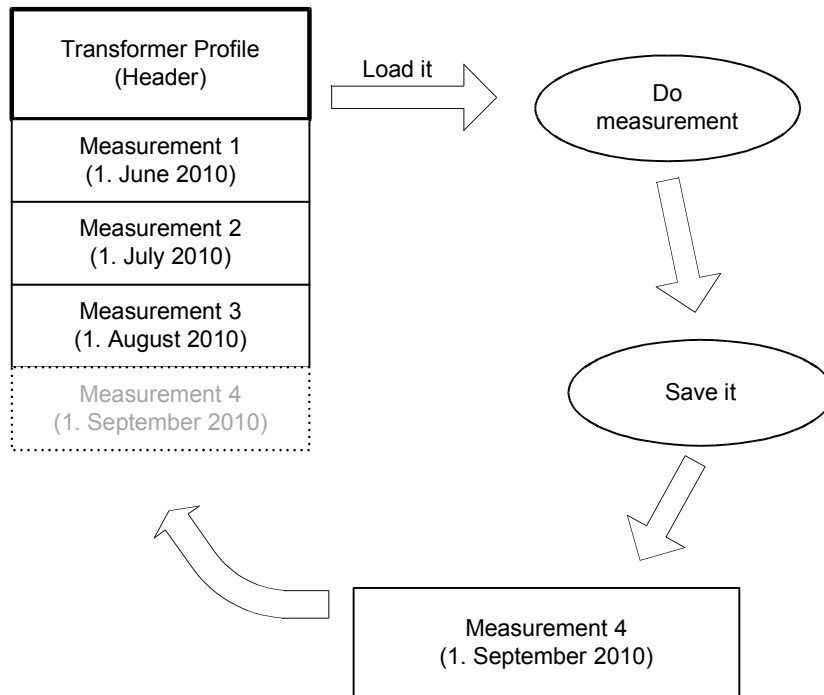 Transformer Profile
(Header)
Load it
Do
measurement
Measurement 1
(1. June 2010)
Measurement 2
(1. July 2010)
Measurement 3
(1. August 2010)
Measurement 4
(1. September 2010)
Save it
Measurement 4
(1. September 2010)